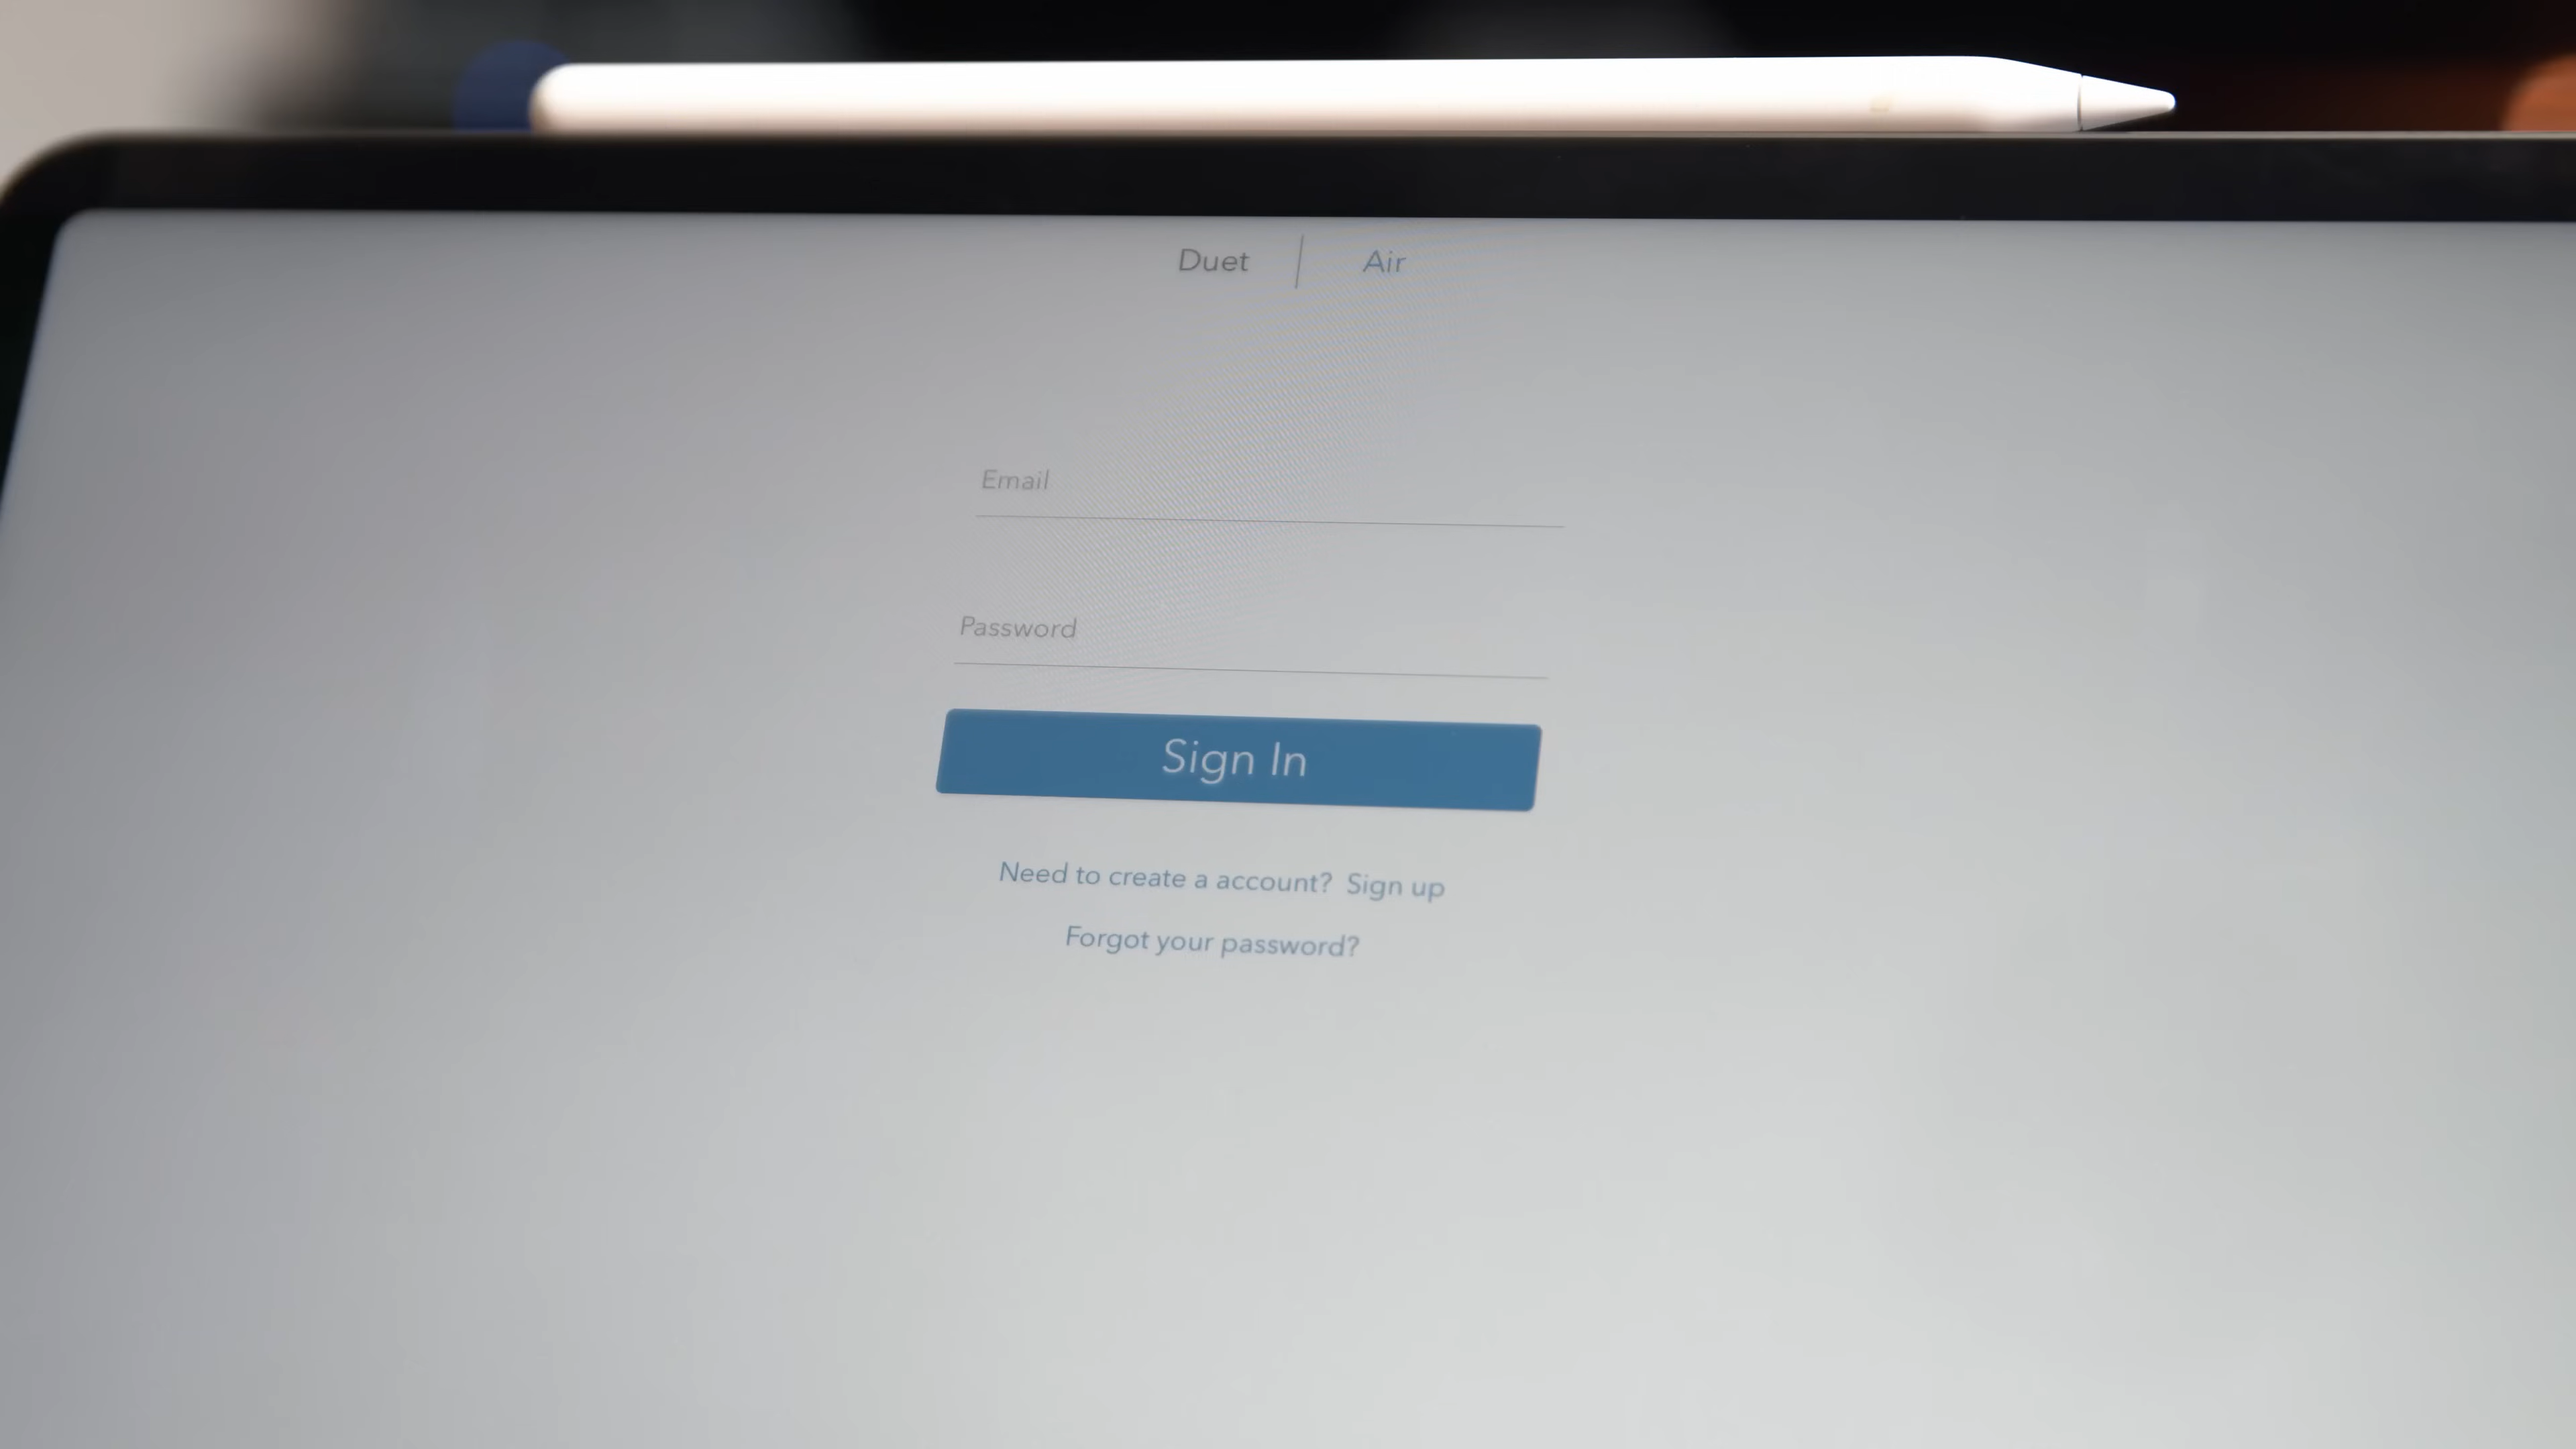 Duet | Air
Email
Password
Sign In
Need to create a account? Sign up
Forgot your password?